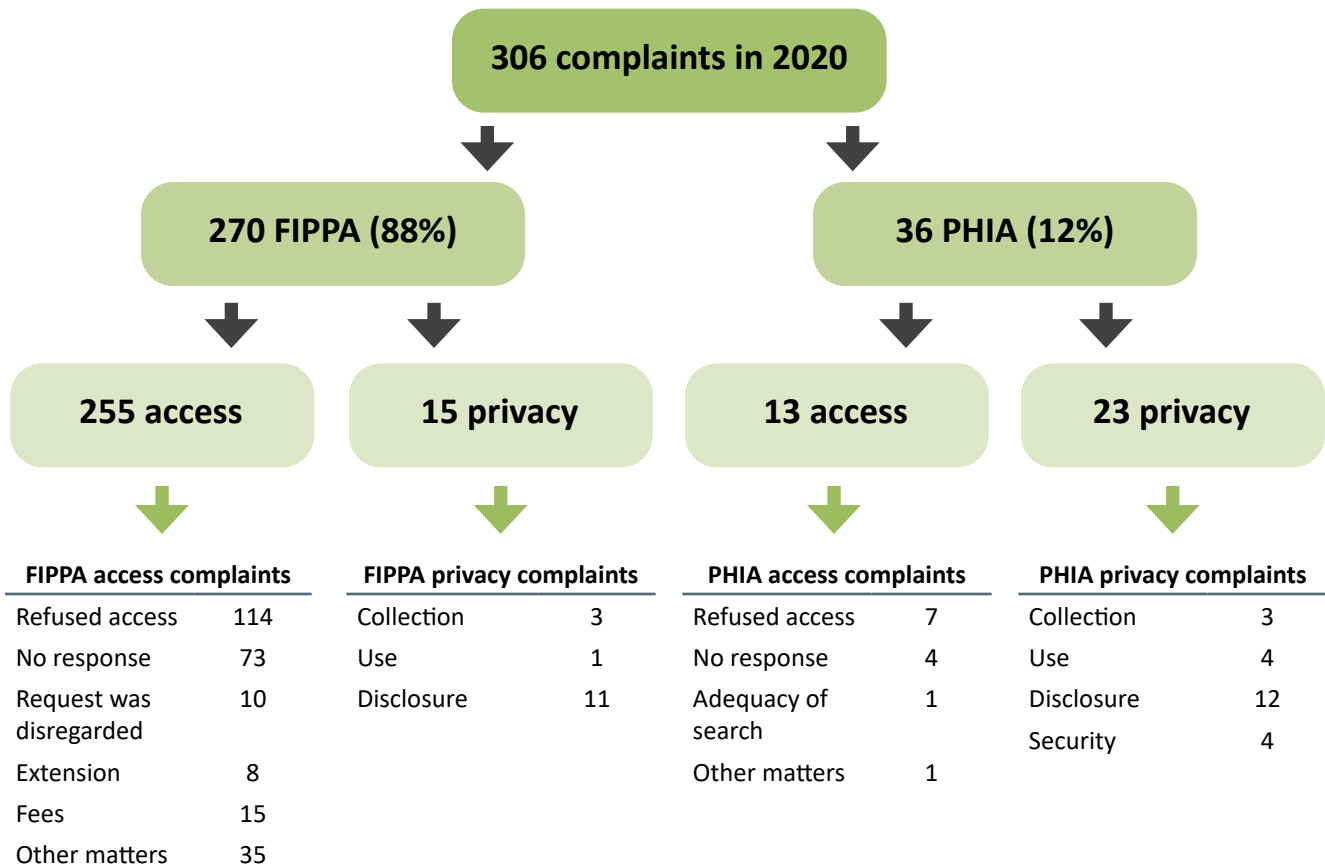 306 complaints in 2020
270 FIPPA (88%)
36 PHIA (12%)
255 access
15 privacy
13 access
23 privacy
FIPPA access complaints
Refused access 114
No response 73
Request was 10
disregarded
Extension 8
Fees 15
Other matters 35
FIPPA privacy complaints
Collection 3
Use 1
Disclosure 11
PHIA access complaints
Refused access 7
No response 4
Adequacy of 1
search
Other matters 1
PHIA privacy complaints
Collection 3
Use 4
Disclosure 12
Security 4